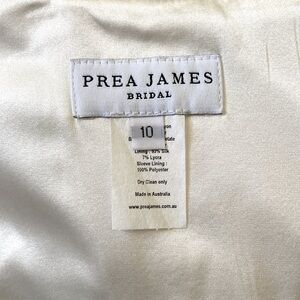 PREA JAMES
BRIDAL
10
Lining: 93% Silk
7% Lycra
Sleeve Lining:
100% Polyester
Dry Clean only
Made in Australia
www.preajames.com.au